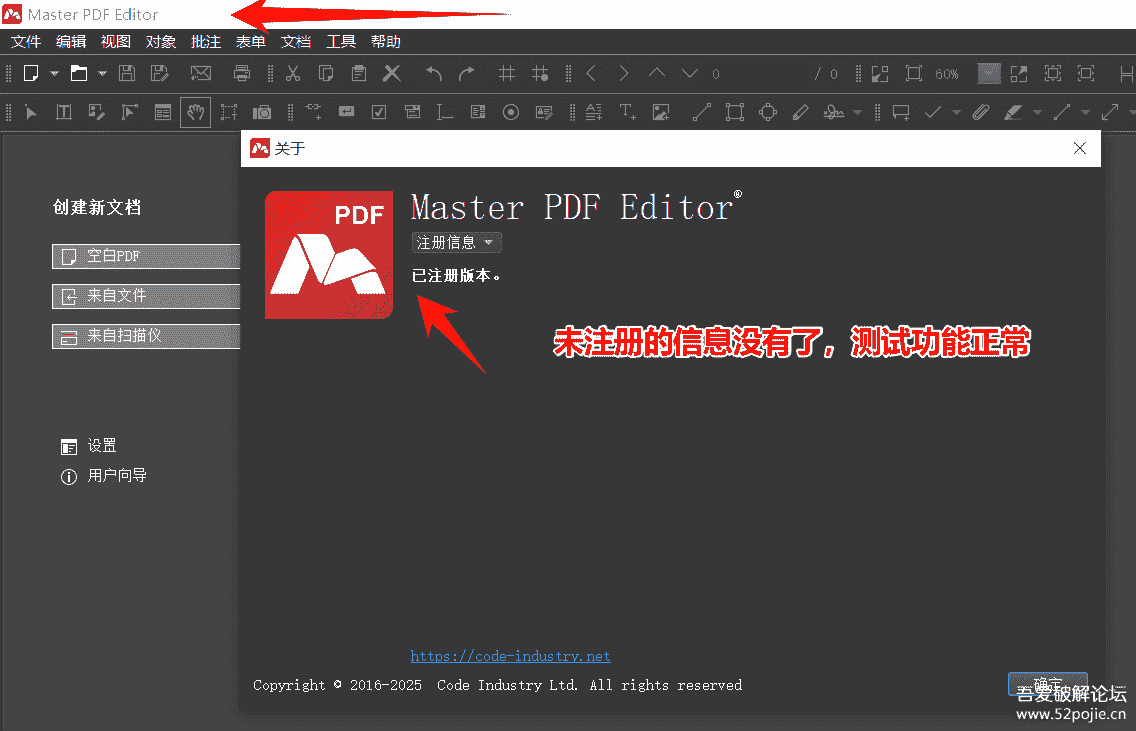 Master PDF Editor
文件 编辑 视图 对象 批注 表单 文档 工具 帮助
0 / 0 60%
关于
创建新文档
空白PDF
来自文件
来自扫描仪
设置
用户向导
PDF
Master PDF Editor®
注册信息
已注册版本。
未注册的信息没有了，测试功能正常
https://code-industry.net
Copyright © 2016-2025 Code Industry Ltd. All rights reserved
确定
吾爱破解论坛
www.52pojie.cn